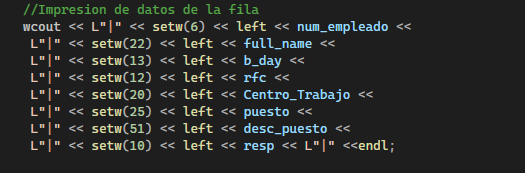 //Impresion de datos de la fila
wcout << L"|" << setw(6) << left << num_empleado <<
L"|" << setw(22) << left << full_name <<
L"|" << setw(13) << left << b_day <<
L"|" << setw(12) << left << rfc <<
L"|" << setw(20) << left << Centro_Trabajo <<
L"|" << setw(25) << left << puesto <<
L"|" << setw(51) << left << desc_puesto <<
L"|" << setw(10) << left << resp << L"|" <<endl;